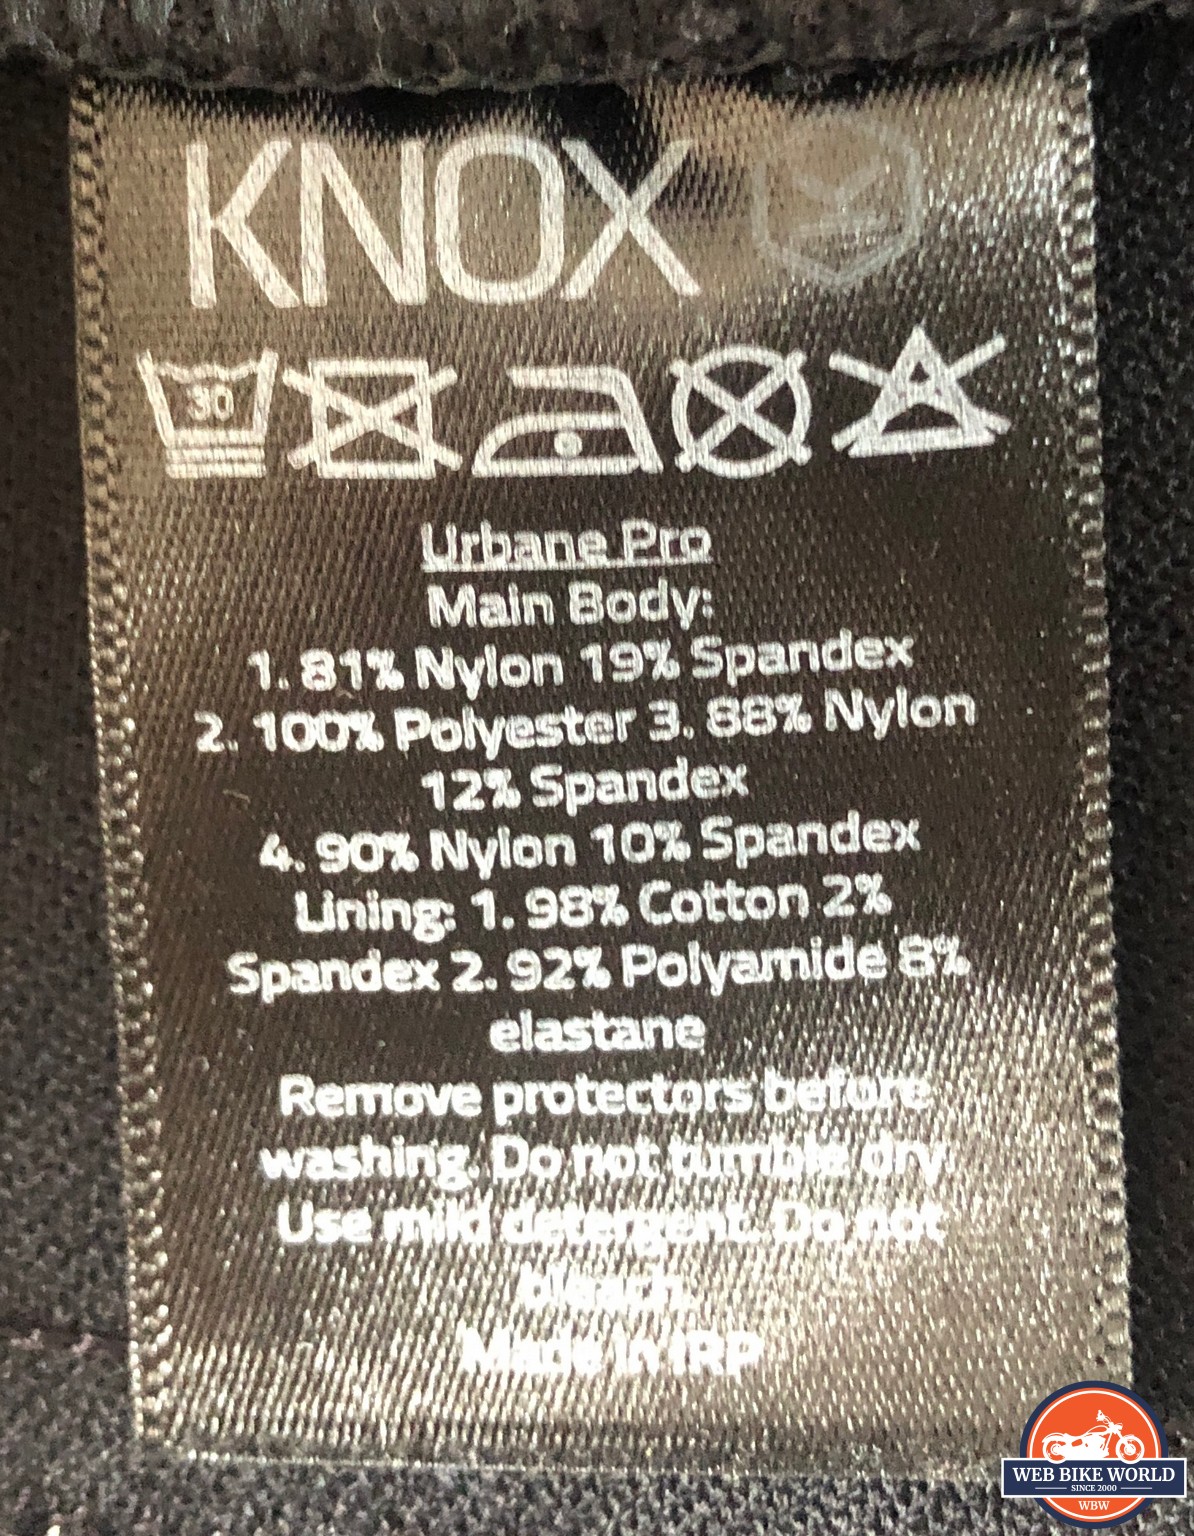 KNOX
30
Urbane Pro
Main Body:
1. 81% Nylon 19% Spandex
2. 100% Polyester 3. 88% Nylon
12% Spandex
4. 90% Nylon 10% Spandex
Lining: 1. 98% Cotton 2%
Spandex 2. 92% Polyamide 8%
elastane
Remove protectors before
washing. Do not tumble dry.
Use mild detergent. Do not
bleach.
Made in IRP
WEB BIKE WORLD
SINCE 2000
WBW